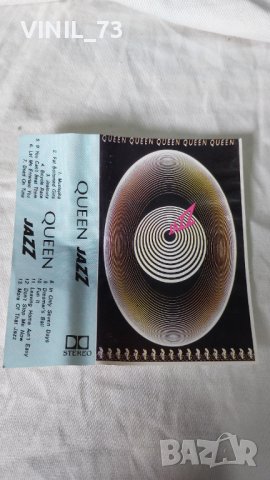 VINIL_73
QUEEN QUEEN QUEEN QUEEN QUEEN
QUEEN JAZZ
1. Mustapha
2. Fat Bottomed Girls
3. Jealousy
4. Bicycle Race
5. If You Can't Beat Them
6. Let Me Entertain You
7. Dead On Time
QUEEN
JAZZ
8. In Only Seven Days
9. Dreamer's Ball
10. Fun It
11. Leaving Home Ain't Easy
12. Don't Stop Me Now
13. More Of That Jazz
STEREO
BAZAR
bg